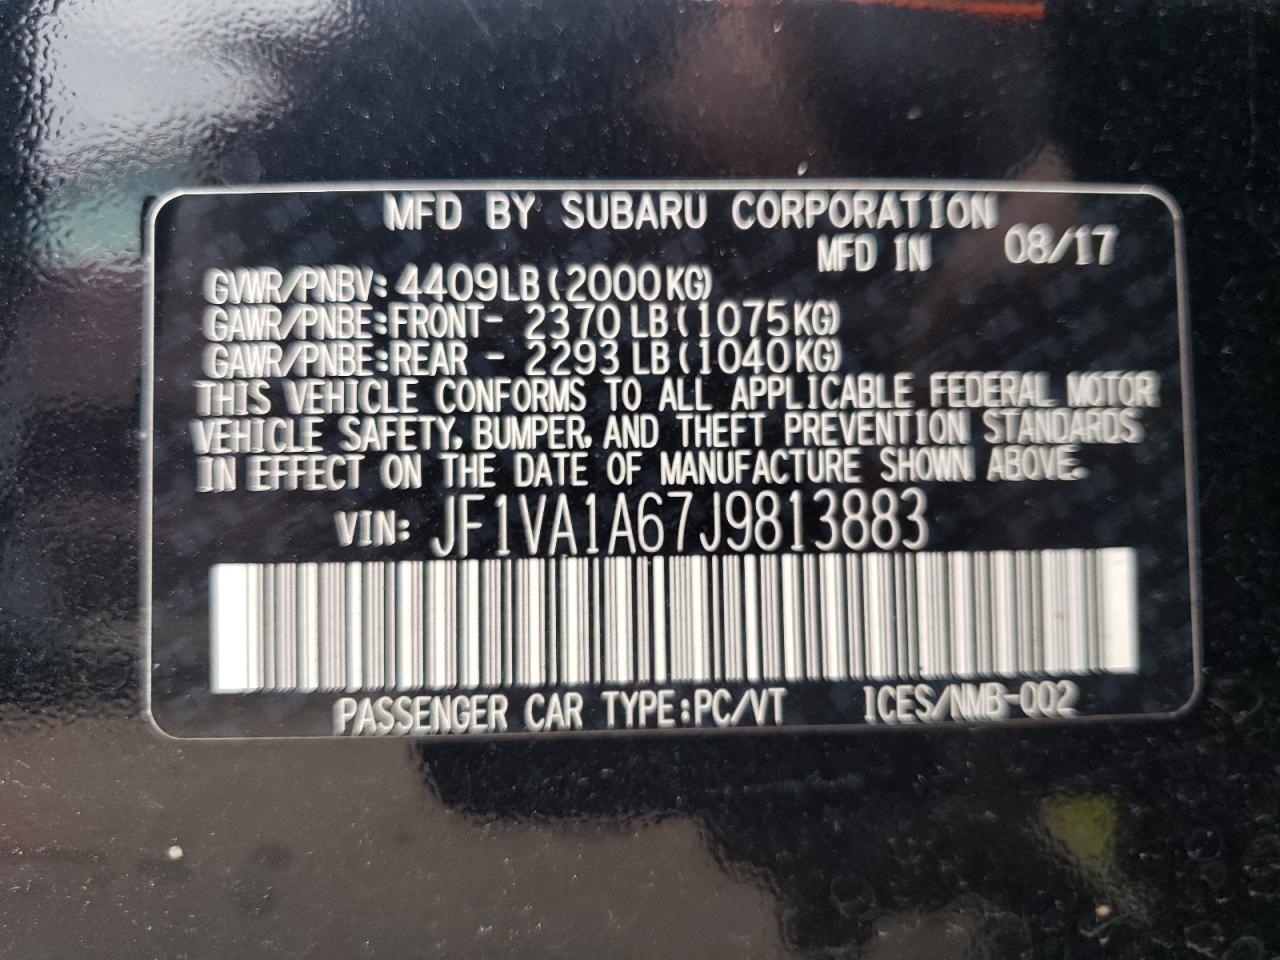 MFD BY SUBARU CORPORATION
MFD IN 08/17
GVWR/PNBV: 4409LB (2000KG)
GAWR/PNBE:FRONT- 2370 LB (1075KG)
GAWR/PNBE:REAR - 2293 LB (1040KG)
THIS VEHICLE CONFORMS TO ALL APPLICABLE FEDERAL MOTOR
VEHICLE SAFETY, BUMPER, AND THEFT PREVENTION STANDARDS
IN EFFECT ON THE DATE OF MANUFACTURE SHOWN ABOVE.
VIN: JF1VA1A67J9813883
PASSENGER CAR TYPE:PC/VT ICES/NMB-002